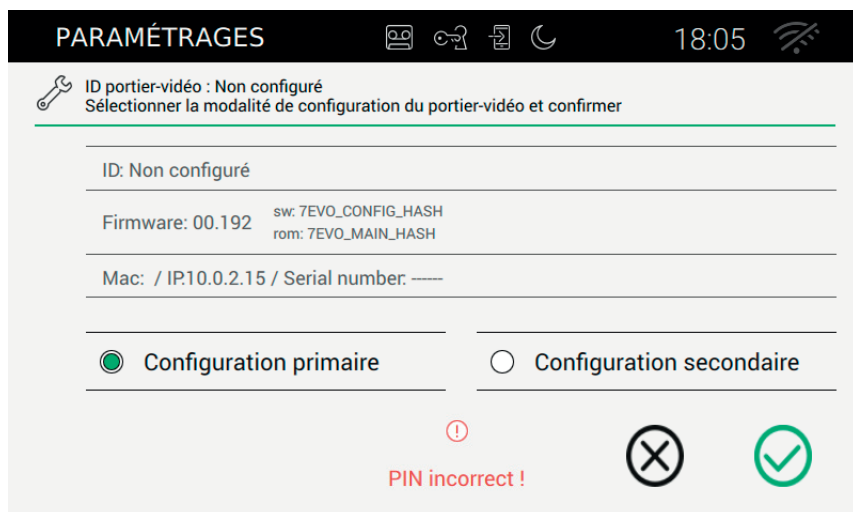 PARAMÉTRAGES 18:05
ID portier-vidéo : Non configuré
Sélectionner la modalité de configuration du portier-vidéo et confirmer
ID: Non configuré
Firmware: 00.192 sw: 7EVO_CONFIG_HASH
rom: 7EVO_MAIN_HASH
Mac: / IP:10.0.2.15 / Serial number: ------
Configuration primaire Configuration secondaire
PIN incorrect !